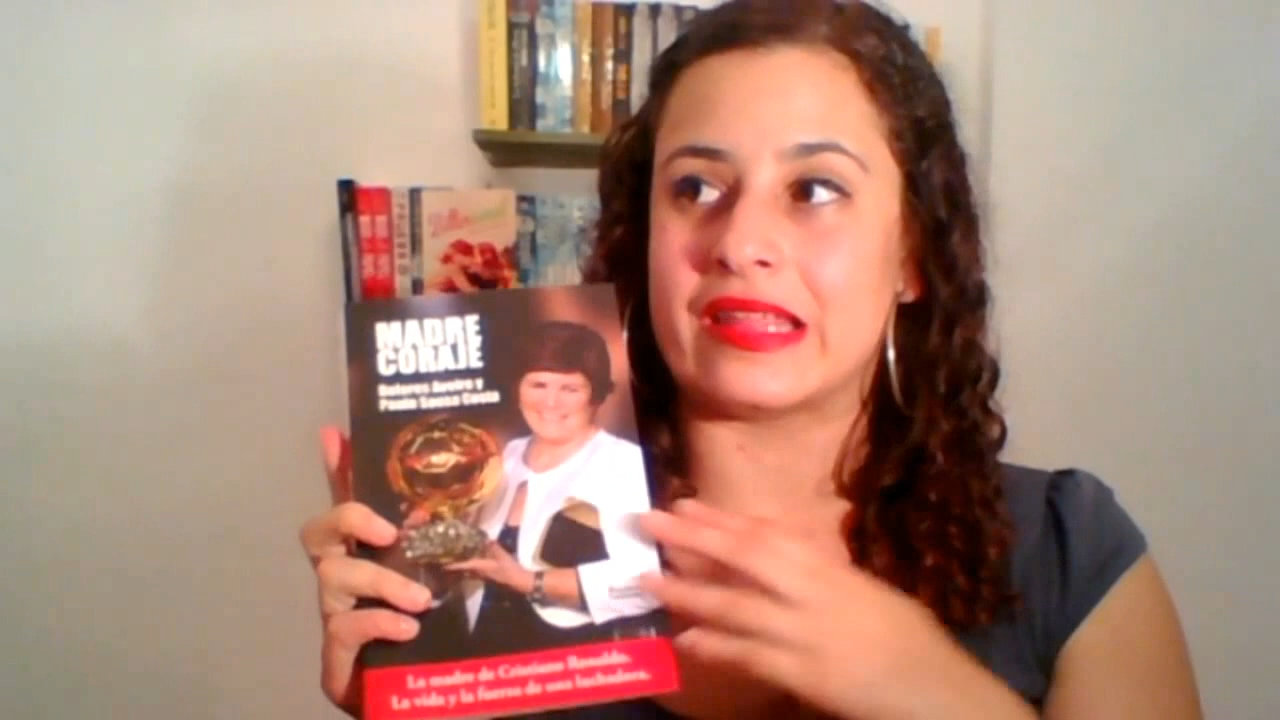 MADRE
CORAJE
Dolores Aveiro y
Paulo Sousa Costa
La madre de Cristiano Ronaldo.
La vida y la fuerza de una luchadora.